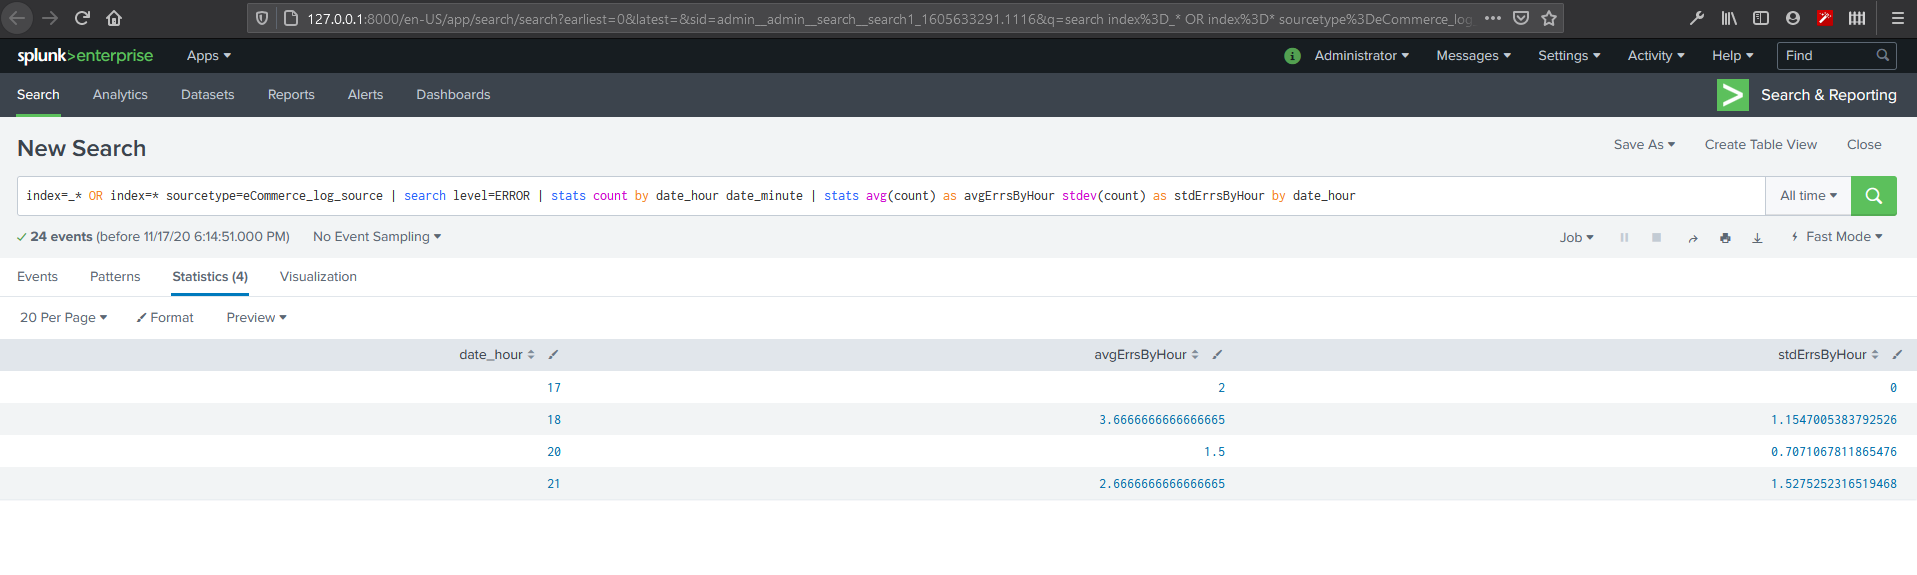 127.0.0.1:8000/en-US/app/search/search?earliest=0&latest=&sid=admin__admin__search__search1_1605633291.1116&q=search index%3D_* OR index%3D* sourcetype%3DeCommerce_log_
splunk>enterprise Apps Administrator Messages Settings Activity Help Find
Search Analytics Datasets Reports Alerts Dashboards Search & Reporting
New Search Save As Create Table View Close
index=_* OR index=* sourcetype=eCommerce_log_source | search level=ERROR | stats count by date_hour date_minute | stats avg(count) as avgErrsByHour stdev(count) as stdErrsByHour by date_hour All time
24 events (before 11/17/20 6:14:51.000 PM) No Event Sampling Job Fast Mode
Events Patterns Statistics (4) Visualization
20 Per Page Format Preview
date_hour avgErrsByHour stdErrsByHour
17 2 0
18 3.6666666666666665 1.1547005383792526
20 1.5 0.7071067811865476
21 2.6666666666666665 1.5275252316519468